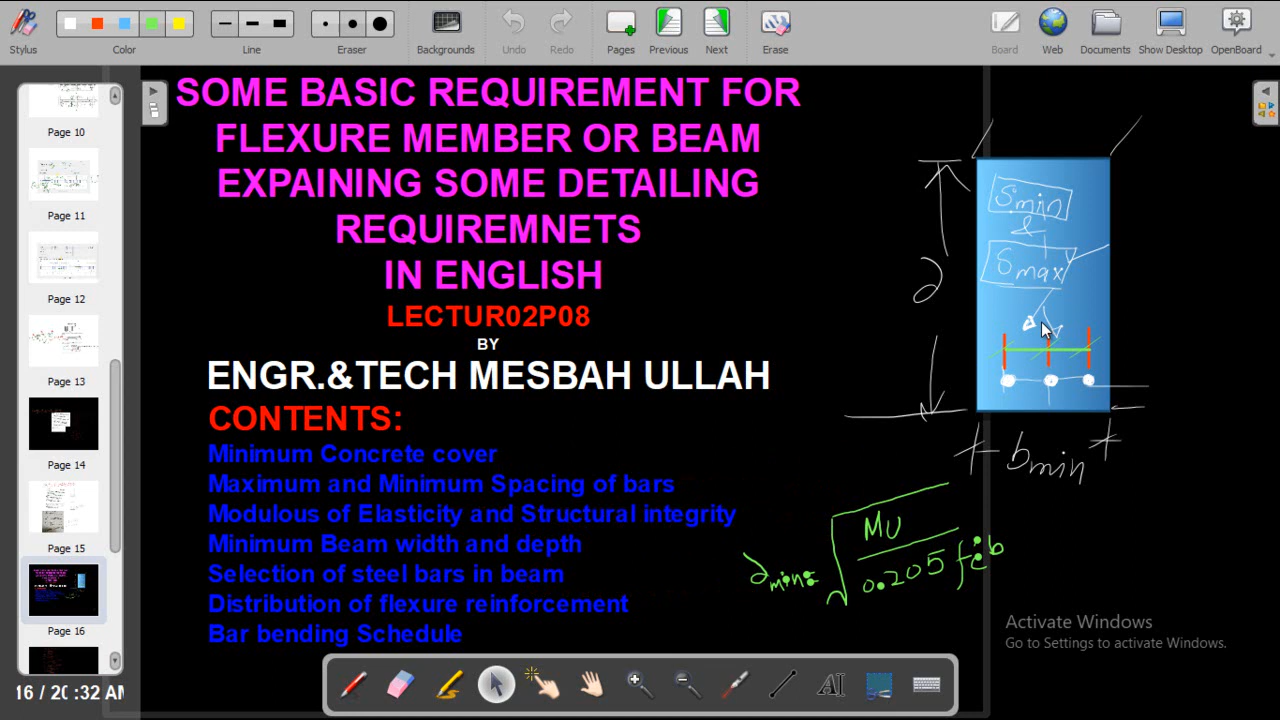 Stylus
Color
Line
Eraser
Backgrounds
Undo
Redo
Pages
Previous
Next
Erase
Board
Web
Documents
Show Desktop
OpenBoard
Page 10
Page 11
Page 12
Page 13
Page 14
Page 15
Page 16
SOME BASIC REQUIREMENT FOR
FLEXURE MEMBER OR BEAM
EXPAINING SOME DETAILING
REQUIREMNETS
IN ENGLISH
LECTUR02P08
BY
ENGR.&TECH MESBAH ULLAH
CONTENTS:
Minimum Concrete cover
Maximum and Minimum Spacing of bars
Modulous of Elasticity and Structural integrity
Minimum Beam width and depth
Selection of steel bars in beam
Distribution of flexure reinforcement
Bar bending Schedule
Smin
&
Smax
d
bmin
dmin=
Mu
0.205 fc'b
Activate Windows
Go to Settings to activate Windows.
AI